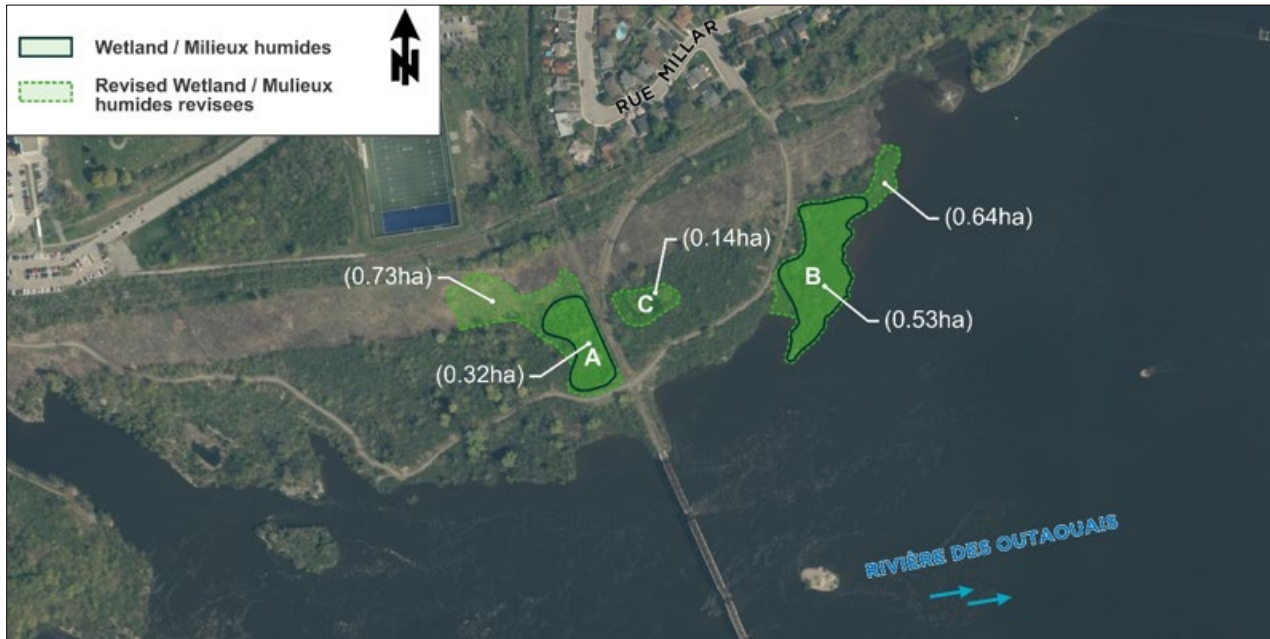 Wetland / Milieux humides
Revised Wetland / Mulieux
humides revisees
N
RUE MILLAR
(0.64ha)
(0.14ha)
(0.73ha)
B
C
(0.53ha)
A
(0.32ha)
RIVIÈRE DES OUTAOUAIS